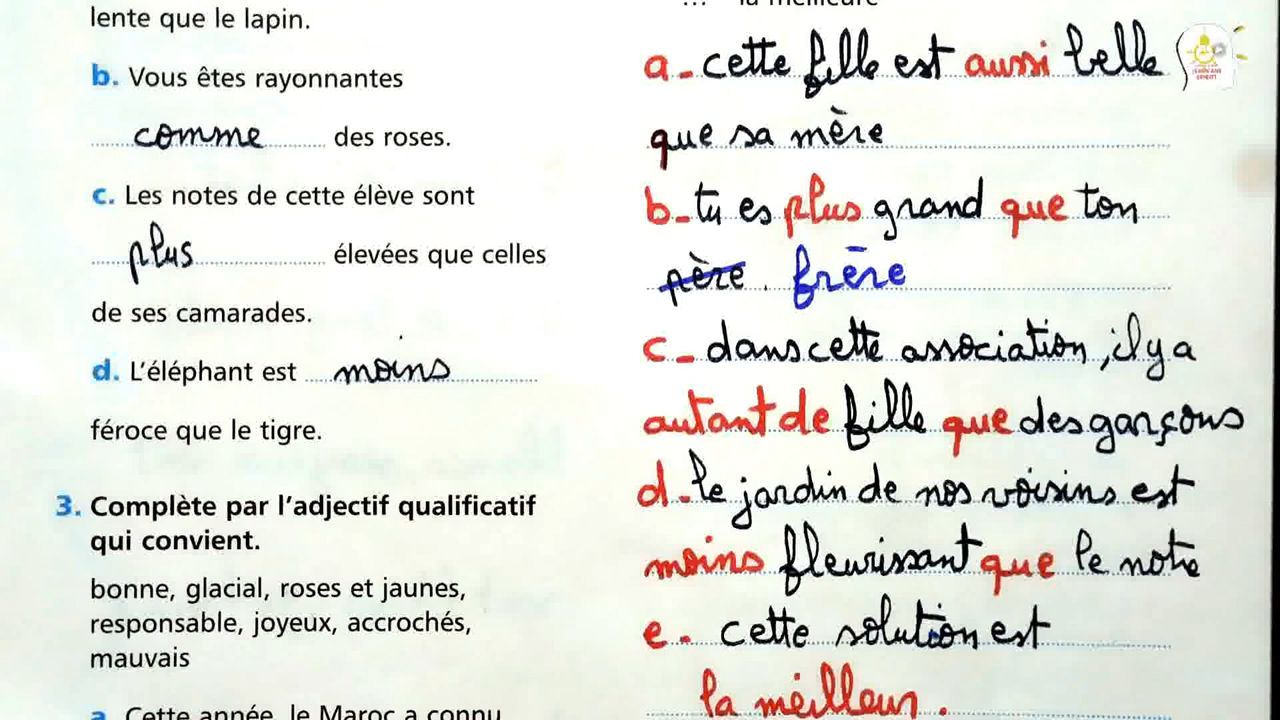 lente que le lapin.
b. Vous êtes rayonnantes
comme des roses.
c. Les notes de cette élève sont
plus élevées que celles
de ses camarades.
d. L'éléphant est moins
féroce que le tigre.
3. Complète par l'adjectif qualificatif
qui convient.
bonne, glacial, roses et jaunes,
responsable, joyeux, accrochés,
mauvais
a. Cette année, le Maroc a connu
... la meilleure
a - cette fille est aussi belle
que sa mère
b - tu es plus grand que ton
père . frère
c - dans cette association , il y a
autant de fille que des garçons
d - le jardin de nos voisins est
moins fleurissant que le notre
e - cette solution est
la méilleur .